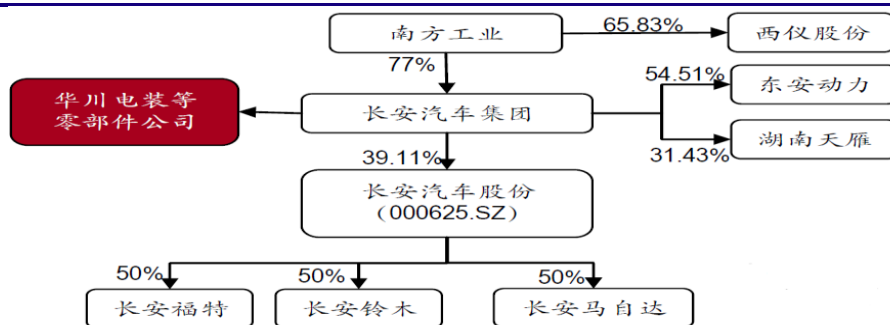 南方工业
65.83%
西仪股份
77%
54.51%
东安动力
华川电装等
零部件公司
长安汽车集团
31.43%
湖南天雁
39.11%
长安汽车股份
（000625.SZ）
50%
50%
50%
长安福特
长安铃木
长安马自达